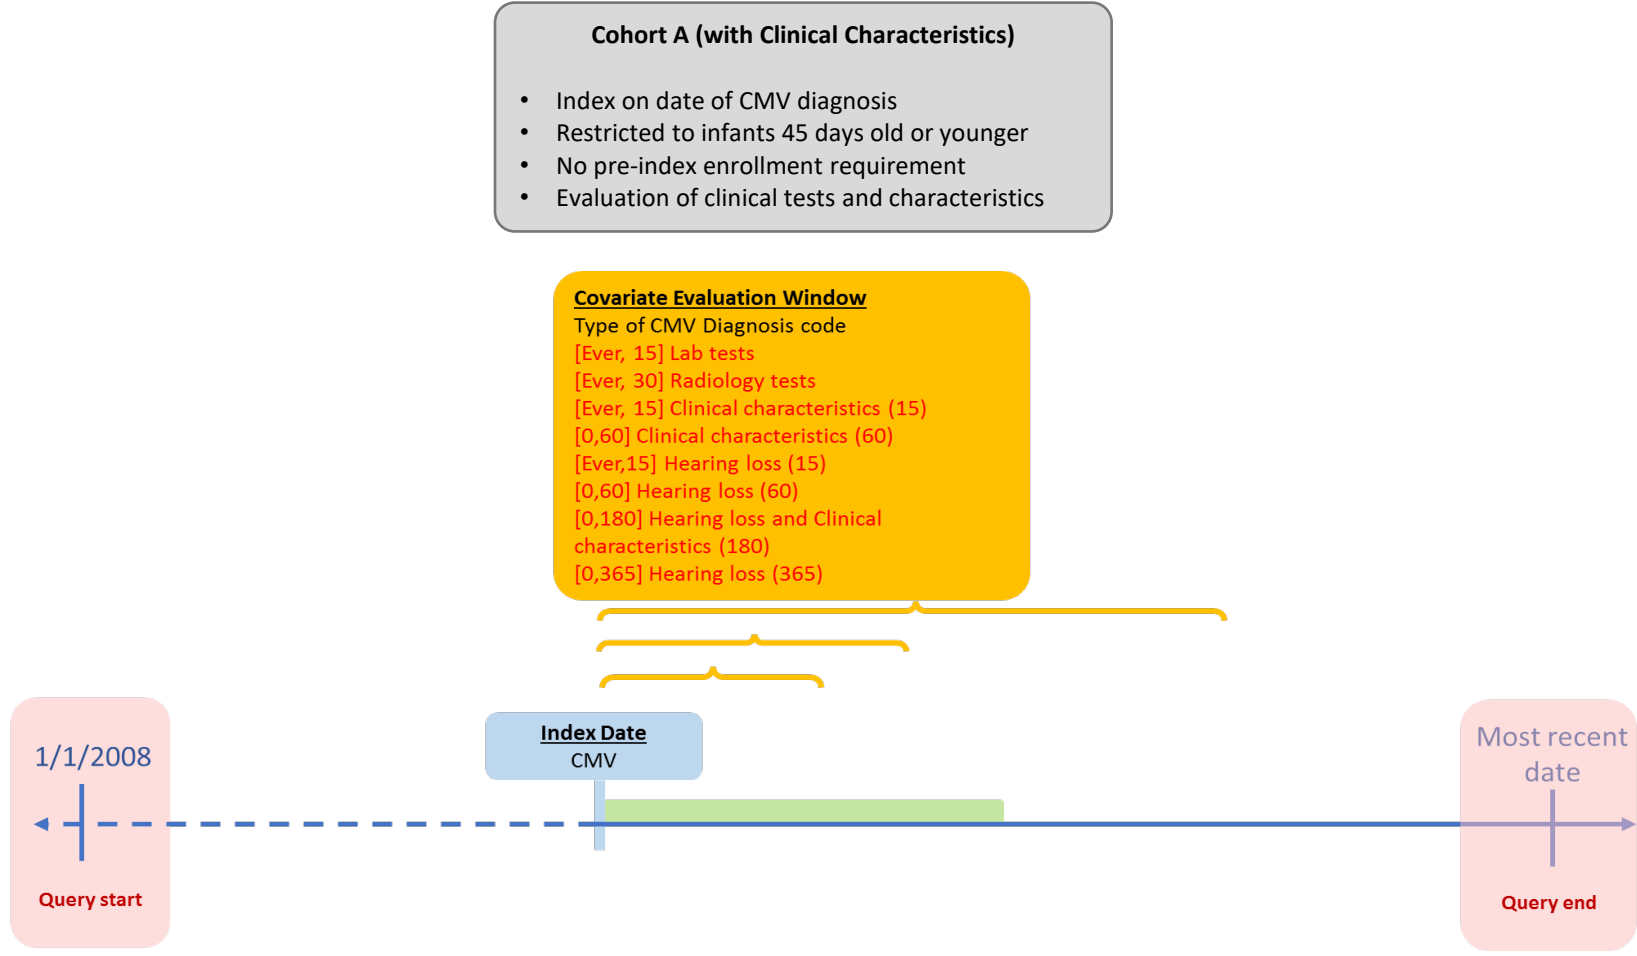 Cohort A (with Clinical Characteristics)
• Index on date of CMV diagnosis
• Restricted to infants 45 days old or younger
• No pre-index enrollment requirement
• Evaluation of clinical tests and characteristics
Covariate Evaluation Window
Type of CMV Diagnosis code
[Ever, 15] Lab tests
[Ever, 30] Radiology tests
[Ever, 15] Clinical characteristics (15)
[0,60] Clinical characteristics (60)
[Ever,15] Hearing loss (15)
[0,60] Hearing loss (60)
[0,180] Hearing loss and Clinical
characteristics (180)
[0,365] Hearing loss (365)
Index Date
CMV
1/1/2008
Query start
Most recent
date
Query end